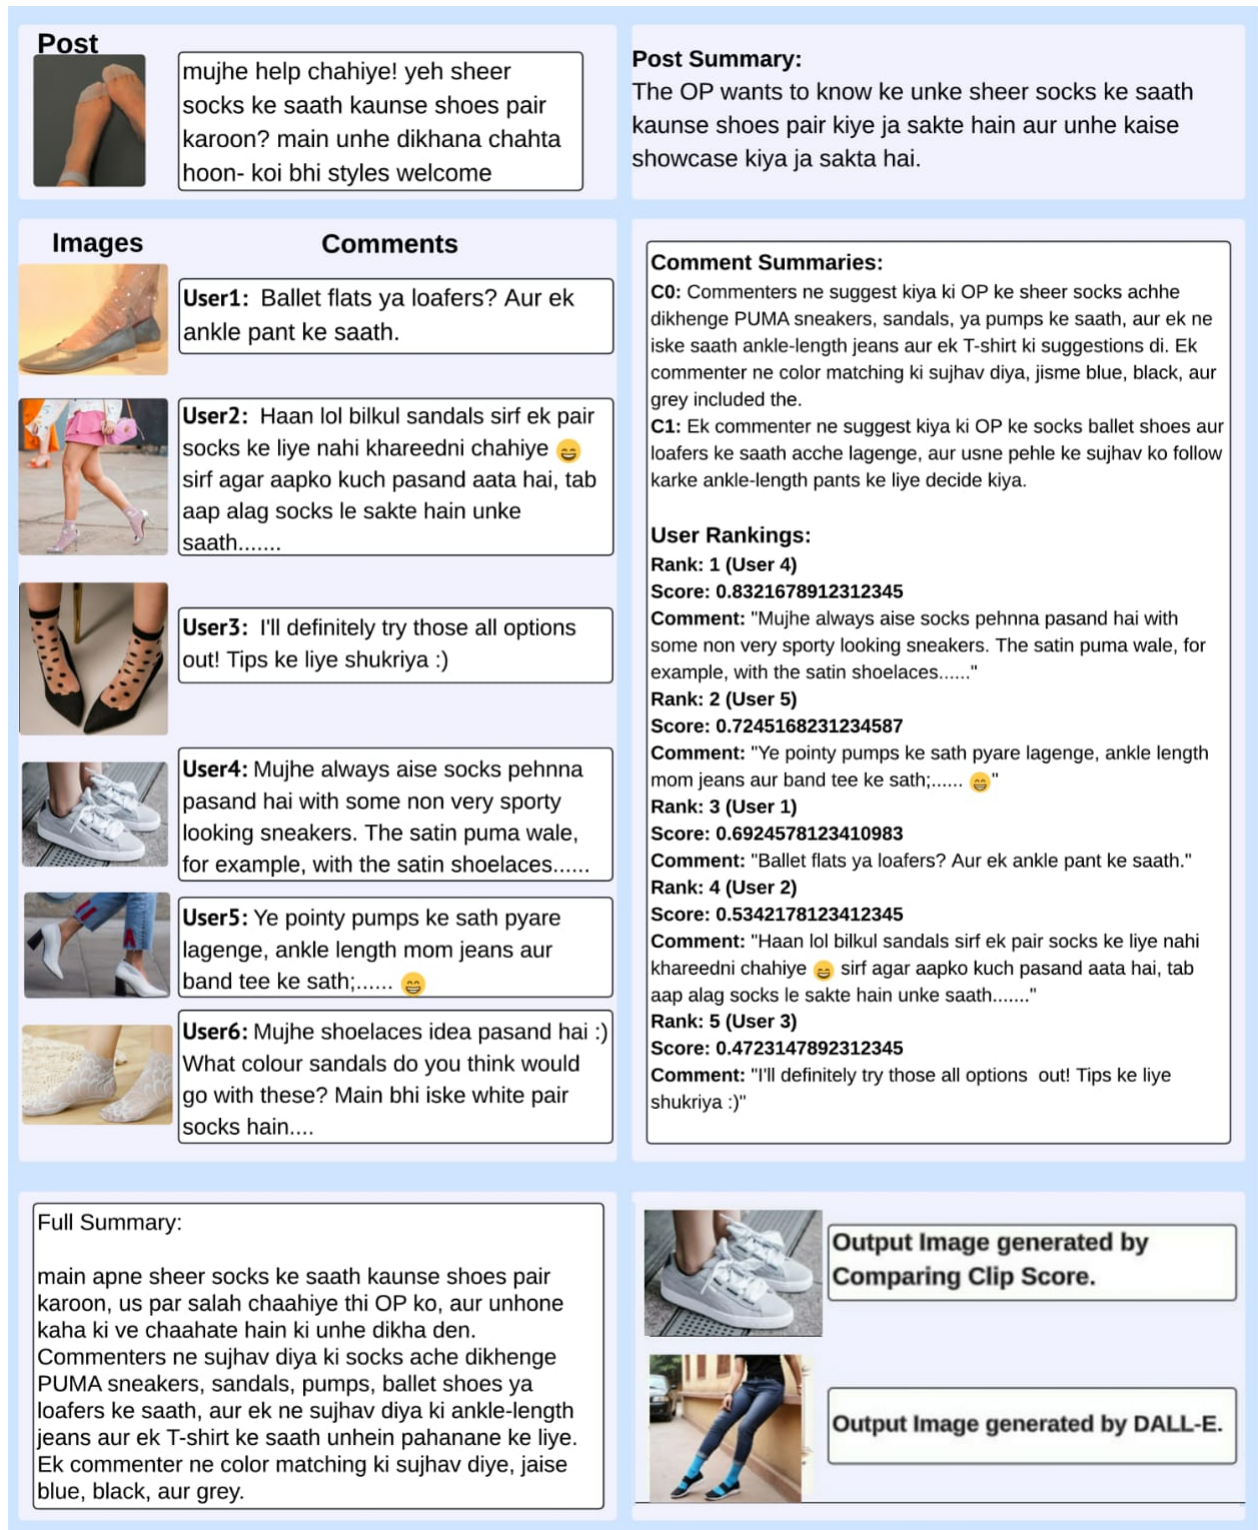 Post
mujhe help chahiye! yeh sheer
socks ke saath kaunse shoes pair
karoon? main unhe dikhana chahta
hoon- koi bhi styles welcome
Post Summary:
The OP wants to know ke unke sheer socks ke saath
kaunse shoes pair kiye ja sakte hain aur unhe kaise
showcase kiya ja sakta hai.
Images
Comments
User1: Ballet flats ya loafers? Aur ek
ankle pant ke saath.
User2: Haan lol bilkul sandals sirf ek pair
socks ke liye nahi khareedni chahiye 😄
sirf agar aapko kuch pasand aata hai, tab
aap alag socks le sakte hain unke
saath.......
User3: I'll definitely try those all options
out! Tips ke liye shukriya :)
User4: Mujhe always aise socks pehnna
pasand hai with some non very sporty
looking sneakers. The satin puma wale,
for example, with the satin shoelaces......
User5: Ye pointy pumps ke sath pyare
lagenge, ankle length mom jeans aur
band tee ke sath;...... 😄
User6: Mujhe shoelaces idea pasand hai :)
What colour sandals do you think would
go with these? Main bhi iske white pair
socks hain....
Comment Summaries:
C0: Commenters ne suggest kiya ki OP ke sheer socks achhe
dikhenge PUMA sneakers, sandals, ya pumps ke saath, aur ek ne
iske saath ankle-length jeans aur ek T-shirt ki suggestions di. Ek
commenter ne color matching ki sujhav diya, jisme blue, black, aur
grey included the.
C1: Ek commenter ne suggest kiya ki OP ke socks ballet shoes aur
loafers ke saath acche lagenge, aur usne pehle ke sujhav ko follow
karke ankle-length pants ke liye decide kiya.
User Rankings:
Rank: 1 (User 4)
Score: 0.8321678912312345
Comment: "Mujhe always aise socks pehnna pasand hai with
some non very sporty looking sneakers. The satin puma wale, for
example, with the satin shoelaces......"
Rank: 2 (User 5)
Score: 0.7245168231234587
Comment: "Ye pointy pumps ke sath pyare lagenge, ankle length
mom jeans aur band tee ke sath;...... 😄"
Rank: 3 (User 1)
Score: 0.6924578123410983
Comment: "Ballet flats ya loafers? Aur ek ankle pant ke saath."
Rank: 4 (User 2)
Score: 0.5342178123412345
Comment: "Haan lol bilkul sandals sirf ek pair socks ke liye nahi
khareedni chahiye 😄 sirf agar aapko kuch pasand aata hai, tab
aap alag socks le sakte hain unke saath......."
Rank: 5 (User 3)
Score: 0.4723147892312345
Comment: "I'll definitely try those all options  out! Tips ke liye
shukriya :)"
Full Summary:
main apne sheer socks ke saath kaunse shoes pair
karoon, us par salah chaahiye thi OP ko, aur unhone
kaha ki ve chaahate hain ki unhe dikha den.
Commenters ne sujhav diya ki socks ache dikhenge
PUMA sneakers, sandals, pumps, ballet shoes ya
loafers ke saath, aur ek ne sujhav diya ki ankle-length
jeans aur ek T-shirt ke saath unhein pahanane ke liye.
Ek commenter ne color matching ki sujhav diye, jaise
blue, black, aur grey.
Output Image generated by
Comparing Clip Score.
Output Image generated by DALL-E.